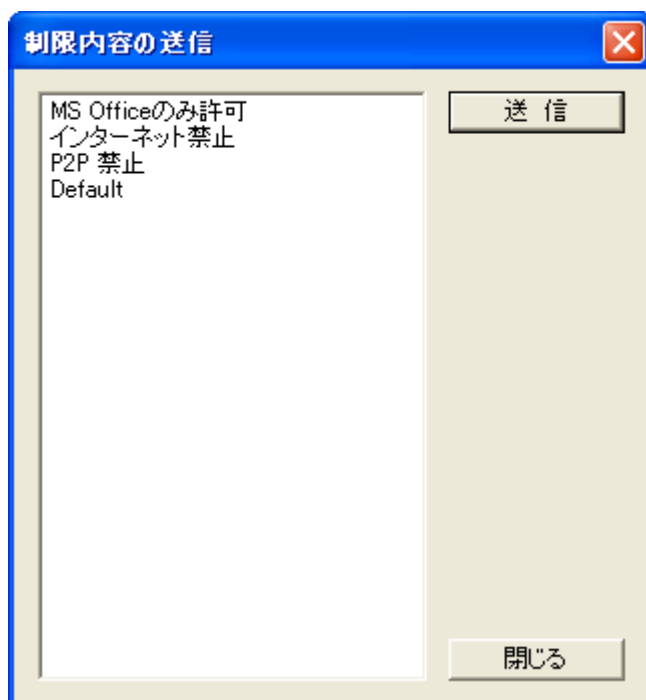 制限内容の送信
MS Officeのみ許可
インターネット禁止
P2P 禁止
Default
送 信
閉じる